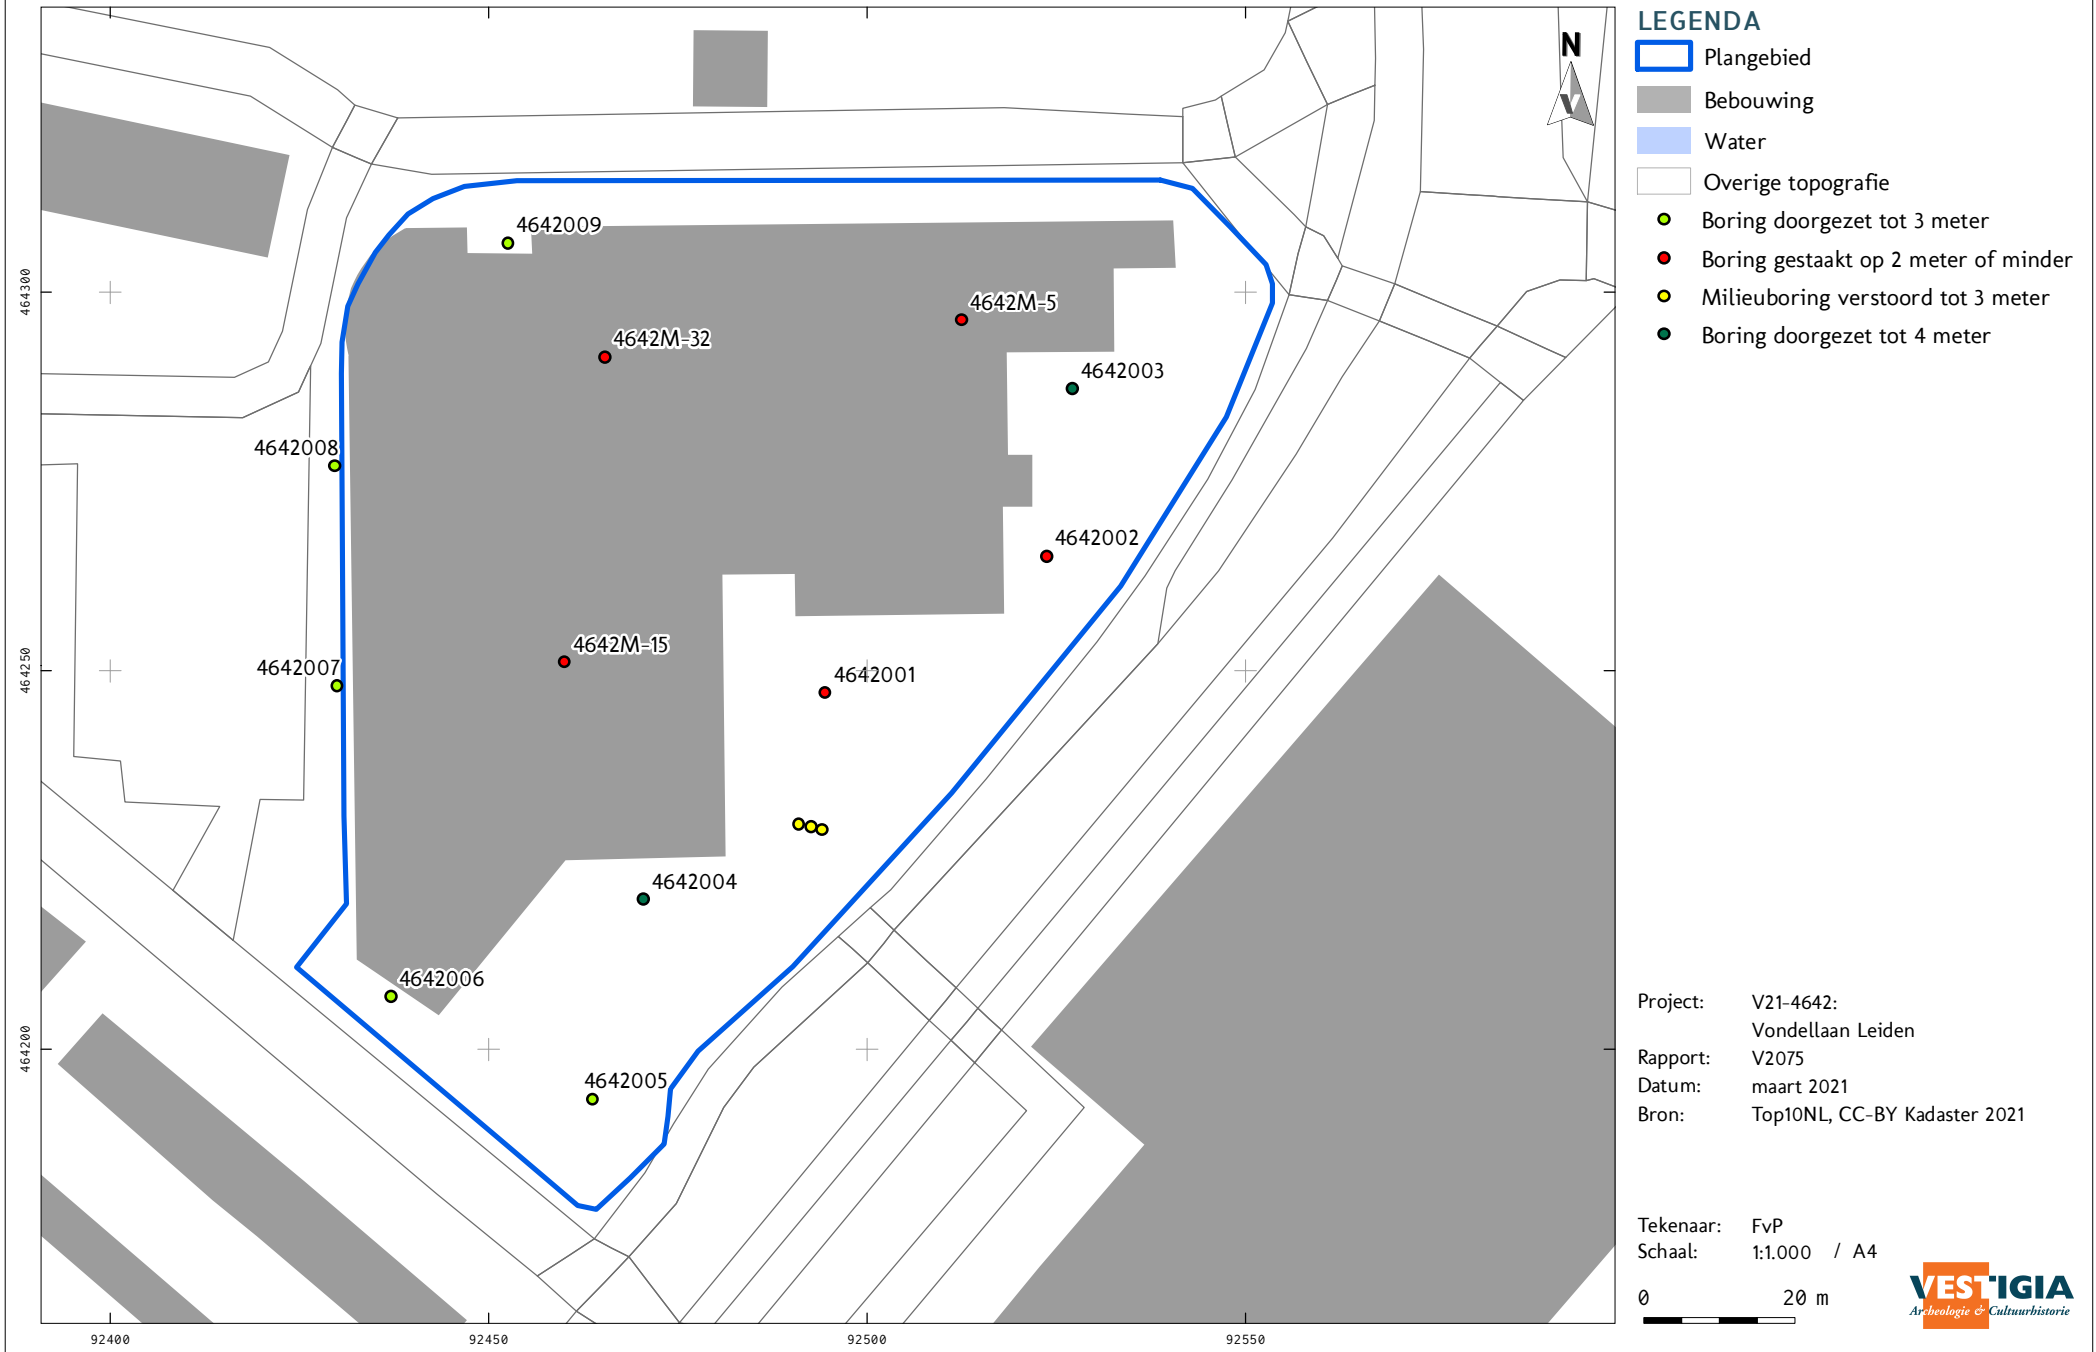 4642009
4642M-5
4642M-32
4642003
4642008
4642002
4642M-15
4642007
4642001
4642004
4642006
4642005
464300
464250
464200
92400
92450
92500
92550
N
V
LEGENDA
Plangebied
Bebouwing
Water
Overige topografie
Boring doorgezet tot 3 meter
Boring gestaakt op 2 meter of minder
Milieuboring verstoord tot 3 meter
Boring doorgezet tot 4 meter
Project: V21-4642:
Vondellaan Leiden
Rapport: V2075
Datum: maart 2021
Bron: Top10NL, CC-BY Kadaster 2021
Tekenaar: FvP
Schaal: 1:1.000 / A4
0 20 m
VESTIGIA
Archeologie & Cultuurhistorie